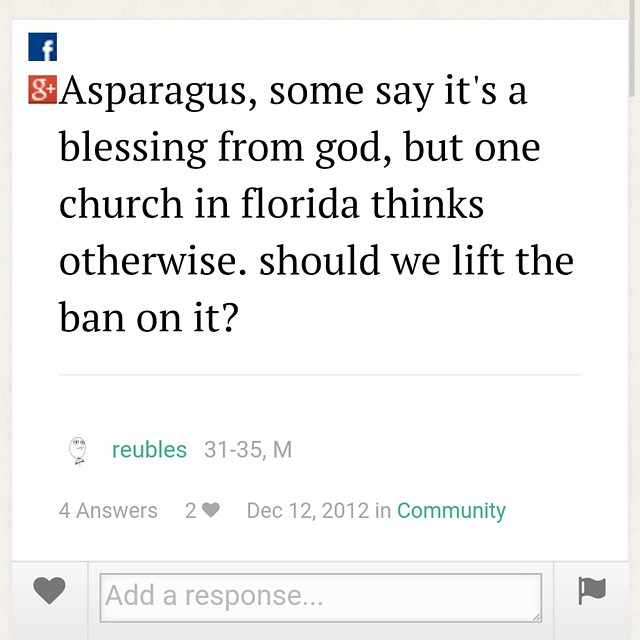 f
g+
Asparagus, some say it's a
blessing from god, but one
church in florida thinks
otherwise. should we lift the
ban on it?
reubles 31-35, M
4 Answers 2 Dec 12, 2012 in Community
Add a response...